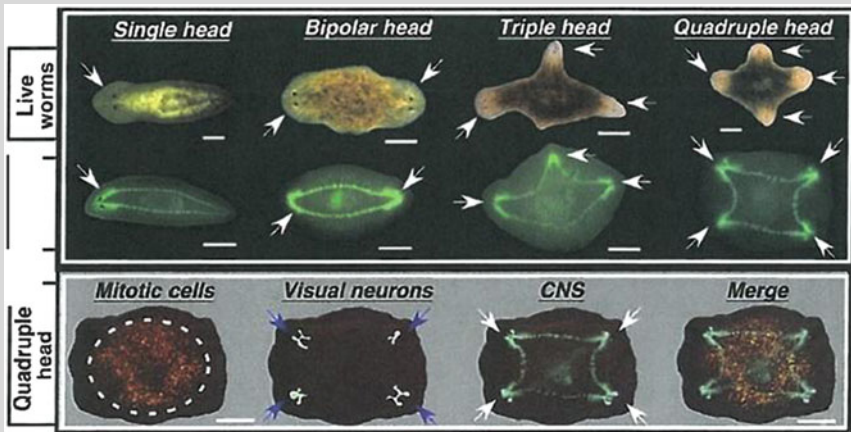 Single head
Bipolar head
Triple head
Quadruple head
Live
worms
Mitotic cells
Visual neurons
CNS
Merge
Quadruple
head